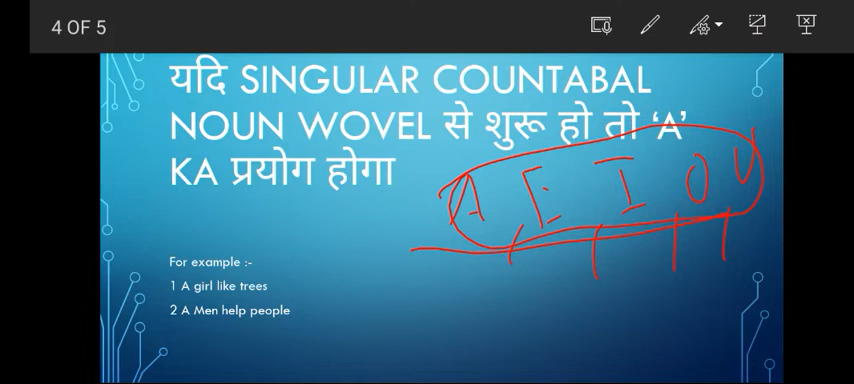 4 OF 5
यदि SINGULAR COUNTABAL
NOUN WOVEL से शुरू हो तो ‘A’
KA प्रयोग होगा
A E I O U
For example :-
1 A girl like trees
2 A Men help people